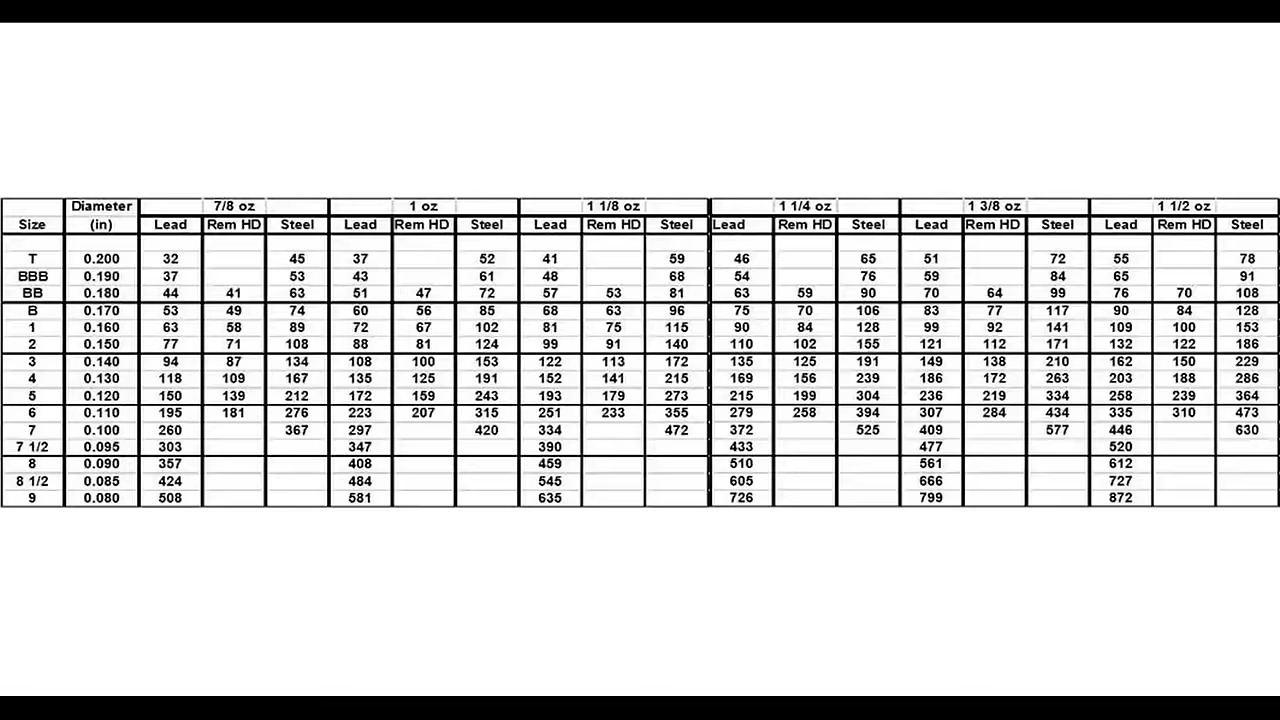 Diameter 7/8 oz 1 oz 1 1/8 oz 1 1/4 oz 1 3/8 oz 1 1/2 oz
Size (in) Lead Rem HD Steel Lead Rem HD Steel Lead Rem HD Steel Lead Rem HD Steel Lead Rem HD Steel Lead Rem HD Steel
T 0.200 32 45 37 52 41 59 46 65 51 72 55 78
BBB 0.190 37 53 43 61 48 68 54 76 59 84 65 91
BB 0.180 44 41 63 51 47 72 57 53 81 63 59 90 70 64 99 76 70 108
B 0.170 53 49 74 60 56 85 68 63 96 75 70 106 83 77 117 90 84 128
1 0.160 63 58 89 72 67 102 81 75 115 90 84 128 99 92 141 109 100 153
2 0.150 77 71 108 88 81 124 99 91 140 110 102 155 121 112 171 132 122 186
3 0.140 94 87 134 108 100 153 122 113 172 135 125 191 149 138 210 162 150 229
4 0.130 118 109 167 135 125 191 152 141 215 169 156 239 186 172 263 203 188 286
5 0.120 150 139 212 172 159 243 193 179 273 215 199 304 236 219 334 258 239 364
6 0.110 195 181 276 223 207 315 251 233 355 279 258 394 307 284 434 335 310 473
7 0.100 260 367 297 420 334 472 372 525 409 577 446 630
7 1/2 0.095 303 347 390 433 477 520
8 0.090 357 408 459 510 561 612
8 1/2 0.085 424 484 545 605 666 727
9 0.080 508 581 635 726 799 872